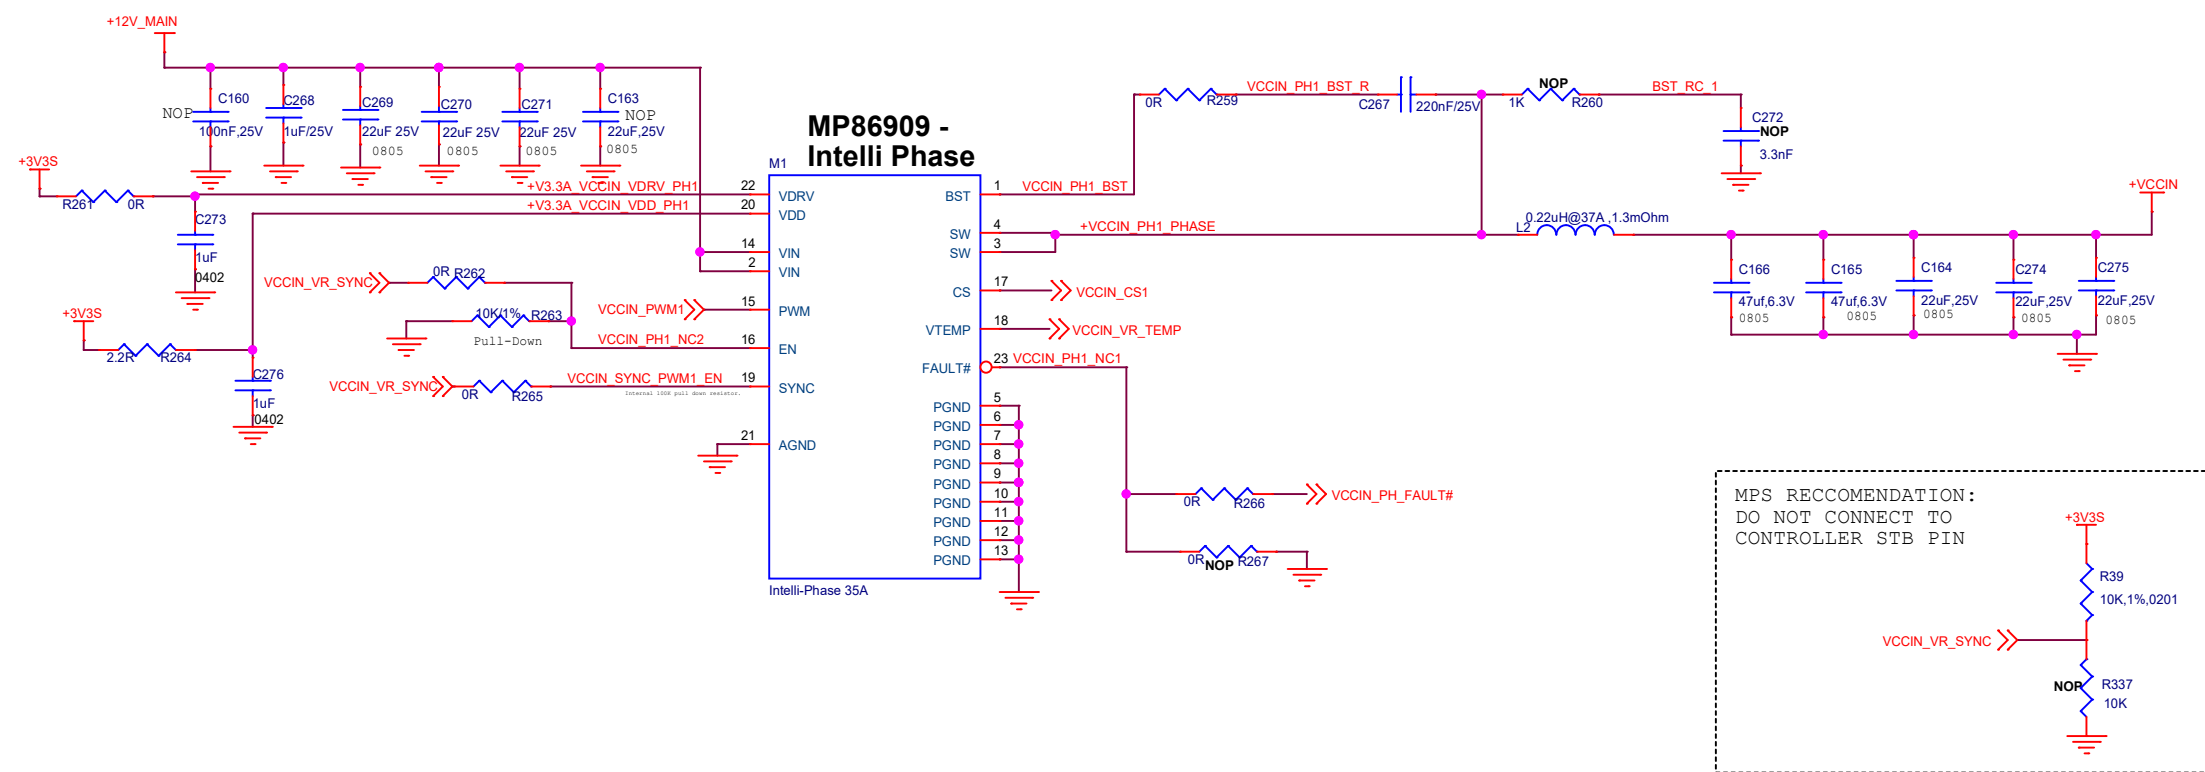 +12V_MAIN
C160
NOP
100nF,25V
C268
1uF/25V
C269
22uF 25V
0805
C270
22uF 25V
0805
C271
22uF 25V
0805
C163
NOP
22uF,25V
0805
MP86909 -
Intelli Phase
M1
+3V3S
R261
0R
+V3.3A_VCCIN_VDRV_PH1
22
VDRV
+V3.3A_VCCIN_VDD_PH1
20
VDD
C273
1uF
0402
14
VIN
2
VIN
VCCIN_VR_SYNC
0R
R262
VCCIN_PWM1
15
PWM
10K/1%
R263
Pull-Down
VCCIN_PH1_NC2
16
EN
+3V3S
2.2R
R264
C276
1uF
0402
VCCIN_VR_SYNC
0R
R265
VCCIN_SYNC_PWM1_EN
19
SYNC
Internal 100K pull down resistor.
21
AGND
Intelli-Phase 35A
BST
1
VCCIN_PH1_BST
0R
R259
VCCIN_PH1_BST_R
C267
220nF/25V
1K
NOP
R260
BST_RC_1
C272
NOP
3.3nF
SW
4
SW
3
+VCCIN_PH1_PHASE
0.22uH@37A ,1.3mOhm
L2
+VCCIN
C166
47uf,6.3V
0805
C165
47uf,6.3V
0805
C164
22uF,25V
0805
C274
22uF,25V
0805
C275
22uF,25V
0805
CS
17
VCCIN_CS1
VTEMP
18
VCCIN_VR_TEMP
FAULT#
23
VCCIN_PH1_NC1
PGND
5
PGND
6
PGND
7
PGND
8
PGND
9
PGND
10
PGND
11
PGND
12
PGND
13
0R
R266
VCCIN_PH_FAULT#
0R
NOP
R267
MPS RECCOMENDATION:
DO NOT CONNECT TO
CONTROLLER STB PIN
+3V3S
R39
10K,1%,0201
VCCIN_VR_SYNC
NOP
R337
10K